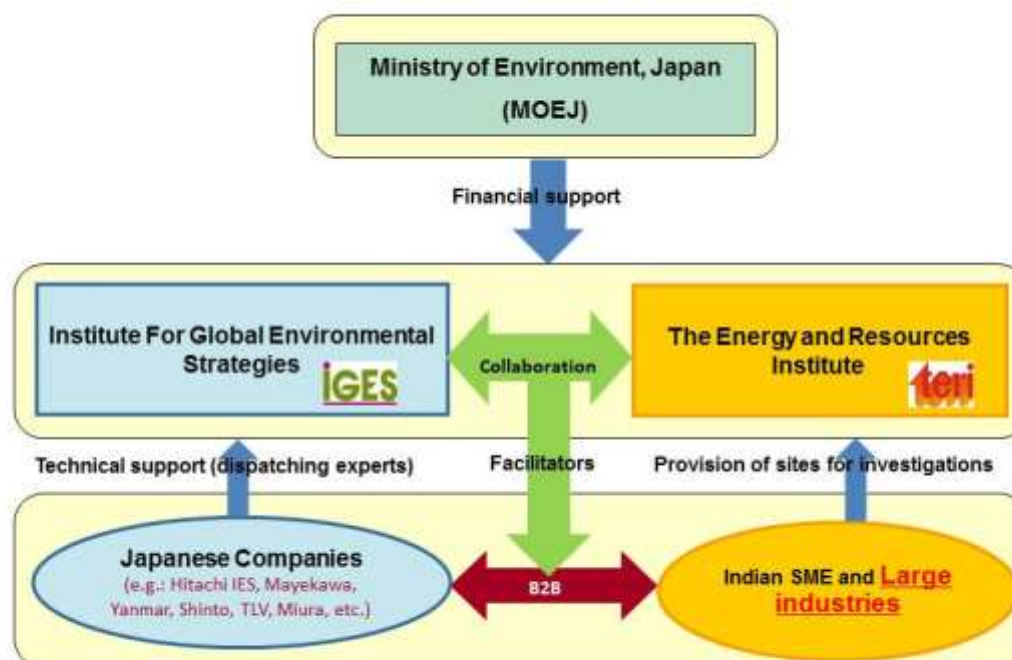 Ministry of Environment, Japan
(MOEJ)
Financial support
Institute For Global Environmental
Strategies
iGES
Collaboration
The Energy and Resources
Institute
teri
Technical support (dispatching experts)
Facilitators
Provision of sites for investigations
Japanese Companies
(e.g.: Hitachi IES, Mayekawa,
Yanmar, Shinto, TLV, Miura, etc.)
B2B
Indian SME and Large
industries